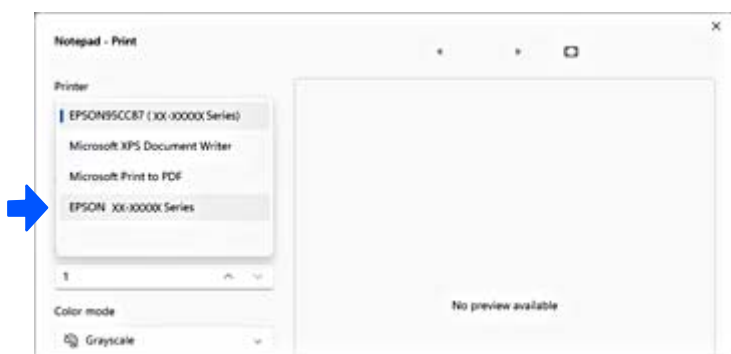 Notepad - Print
Printer
EPSON95CC87 ( XX-XXXXX Series)
Microsoft XPS Document Writer
Microsoft Print to PDF
EPSON XX-XXXXX Series
1
Color mode
Grayscale
No preview available